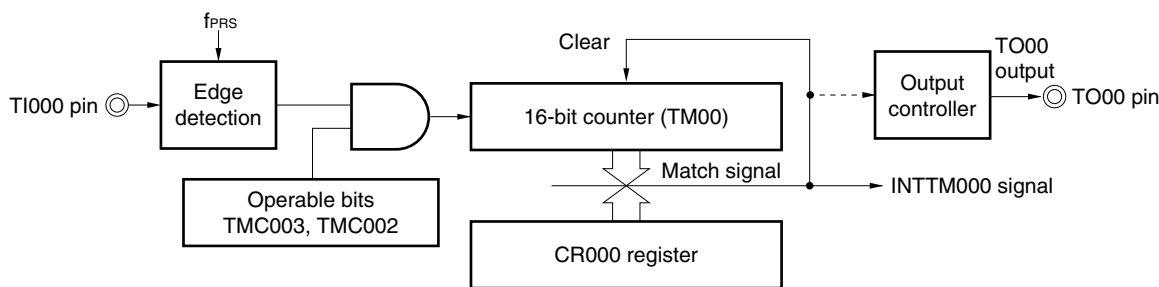 fPRS
Clear
TO00
output
TI000 pin
Edge
detection
16-bit counter (TM00)
Output
controller
TO00 pin
Match signal
INTTM000 signal
Operable bits
TMC003, TMC002
CR000 register